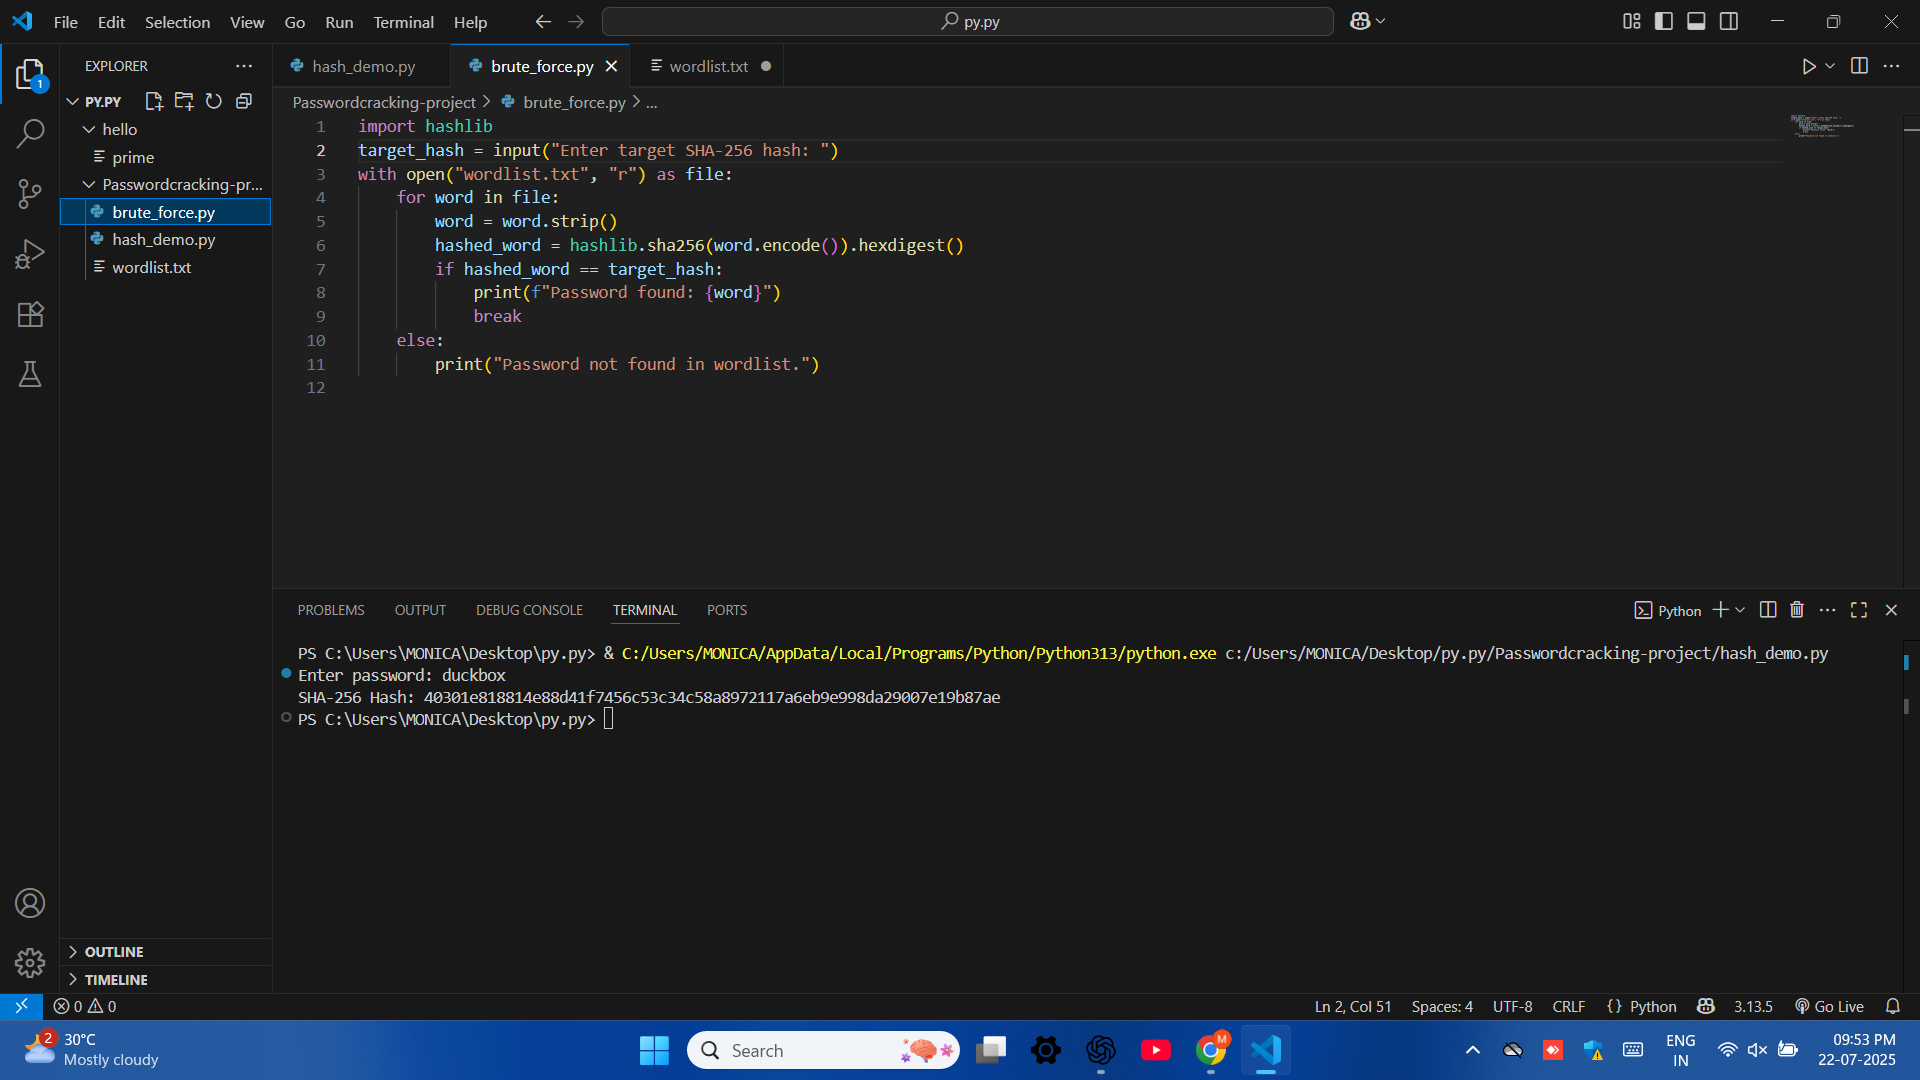 File Edit Selection View Go Run Terminal Help
py.py
EXPLORER
PY.PY
hello
prime
Passwordcracking-pr...
brute_force.py
hash_demo.py
wordlist.txt
OUTLINE
TIMELINE
1
hash_demo.py brute_force.py wordlist.txt
Passwordcracking-project > brute_force.py > ...
1 import hashlib
2 target_hash = input("Enter target SHA-256 hash: ")
3 with open("wordlist.txt", "r") as file:
4     for word in file:
5         word = word.strip()
6         hashed_word = hashlib.sha256(word.encode()).hexdigest()
7         if hashed_word == target_hash:
8             print(f"Password found: {word}")
9             break
10     else:
11         print("Password not found in wordlist.")
12
PROBLEMS OUTPUT DEBUG CONSOLE TERMINAL PORTS
Python
PS C:\Users\MONICA\Desktop\py.py> & C:/Users/MONICA/AppData/Local/Programs/Python/Python313/python.exe c:/Users/MONICA/Desktop/py.py/Passwordcracking-project/hash_demo.py
Enter password: duckbox
SHA-256 Hash: 40301e818814e88d41f7456c53c34c58a8972117a6eb9e998da29007e19b87ae
PS C:\Users\MONICA\Desktop\py.py>
0 0
Ln 2, Col 51 Spaces: 4 UTF-8 CRLF {} Python 3.13.5 Go Live
2
30°C
Mostly cloudy
Search
M
ENG
IN
09:53 PM
22-07-2025